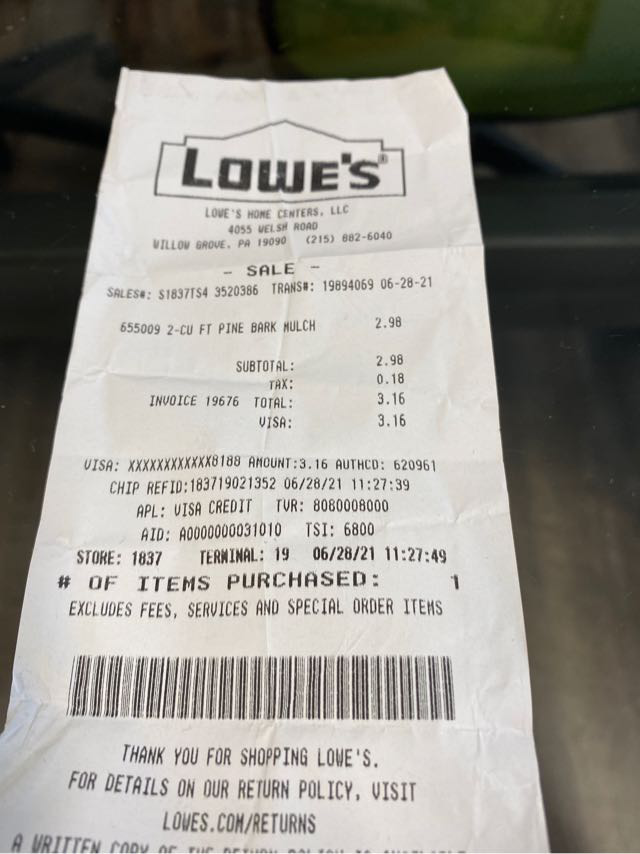 LOWE'S®
LOWE'S HOME CENTERS, LLC
4055 WELSH ROAD
WILLOW GROVE, PA 19090 (215) 882-6040
- SALE -
SALES#: S1837TS4 3520386 TRANS#: 19894069 06-28-21
655009 2-CU FT PINE BARK MULCH 2.98
SUBTOTAL: 2.98
TAX: 0.18
INVOICE 19676 TOTAL: 3.16
VISA: 3.16
VISA: XXXXXXXXXXXX8188 AMOUNT:3.16 AUTHCD: 620961
CHIP REFID:183719021352 06/28/21 11:27:39
APL: VISA CREDIT TVR: 8080008000
AID: A0000000031010 TSI: 6800
STORE: 1837 TERMINAL: 19 06/28/21 11:27:49
# OF ITEMS PURCHASED: 1
EXCLUDES FEES, SERVICES AND SPECIAL ORDER ITEMS
THANK YOU FOR SHOPPING LOWE'S.
FOR DETAILS ON OUR RETURN POLICY, VISIT
LOWES.COM/RETURNS
A WRITTEN COPY OF THE RETURN